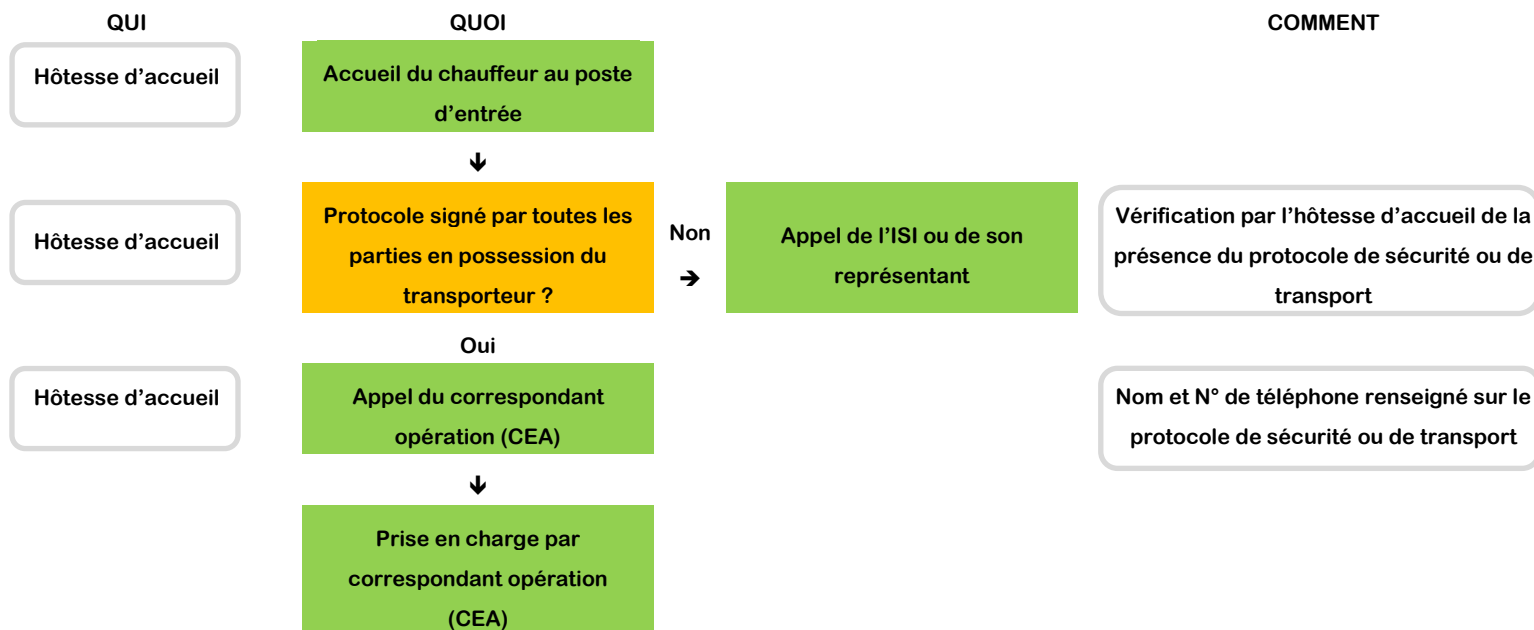 QUI
QUOI
COMMENT
Hôtesse d’accueil
Accueil du chauffeur au poste
d’entrée
🡻
Hôtesse d’accueil
Protocole signé par toutes les
parties en possession du
transporteur ?
Non
➔
Appel de l’ISI ou de son
représentant
Vérification par l’hôtesse d’accueil de la
présence du protocole de sécurité ou de
transport
Oui
Hôtesse d’accueil
Appel du correspondant
opération (CEA)
Nom et N° de téléphone renseigné sur le
protocole de sécurité ou de transport
🡻
Prise en charge par
correspondant opération
(CEA)